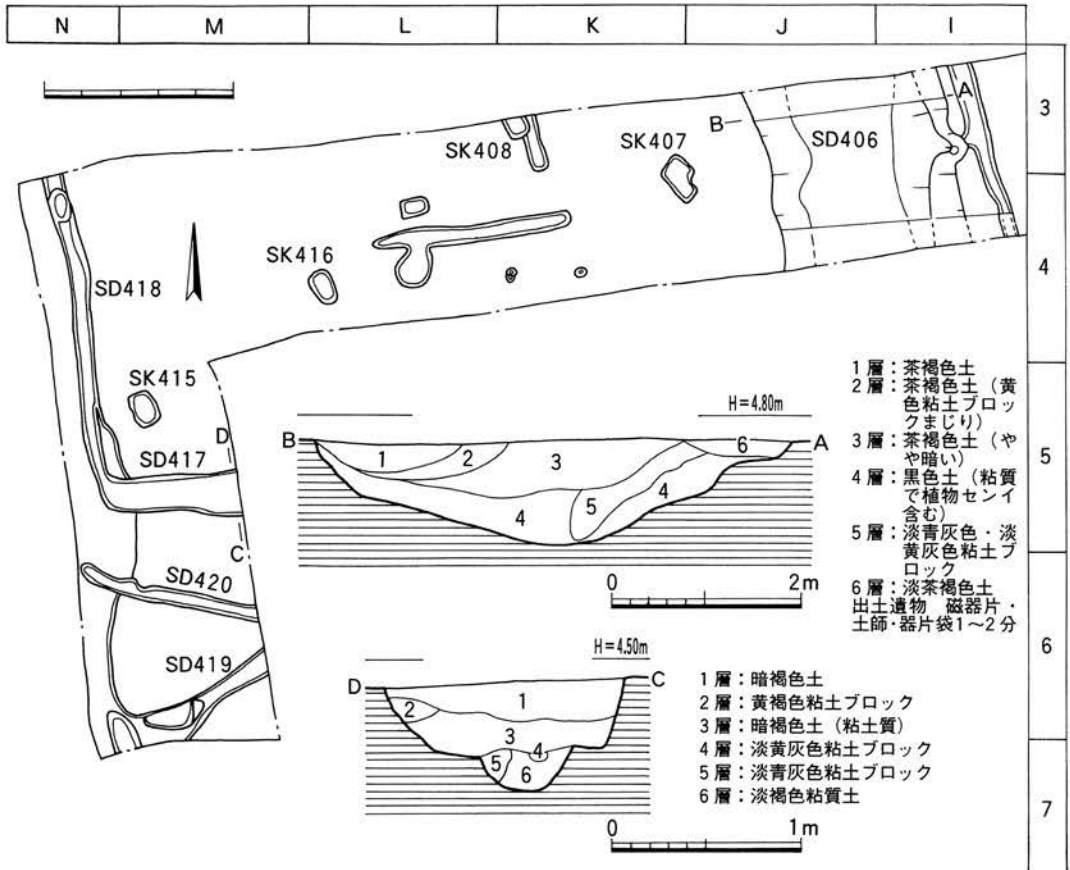 N M L K J I
3
4
5
6
7
A
B
SD406
SK408
SK407
SK416
SD418
SK415
D
SD417
C
SD420
SD419
H=4.80m
B
A
1
2
3
6
4
5
4
0 2m
1層：茶褐色土
2層：茶褐色土（黄
色粘土ブロッ
クまじり）
3層：茶褐色土（や
や暗い）
4層：黒色土（粘質
で植物センイ
含む）
5層：淡青灰色・淡
黄灰色粘土ブ
ロック
6層：淡茶褐色土
出土遺物　磁器片・
土師・器片袋1〜2分
H=4.50m
D
C
1
2
3
4
5
6
0 1m
1層：暗褐色土
2層：黄褐色粘土ブロック
3層：暗褐色土（粘土質）
4層：淡黄灰色粘土ブロック
5層：淡青灰色粘土ブロック
6層：淡褐色粘質土